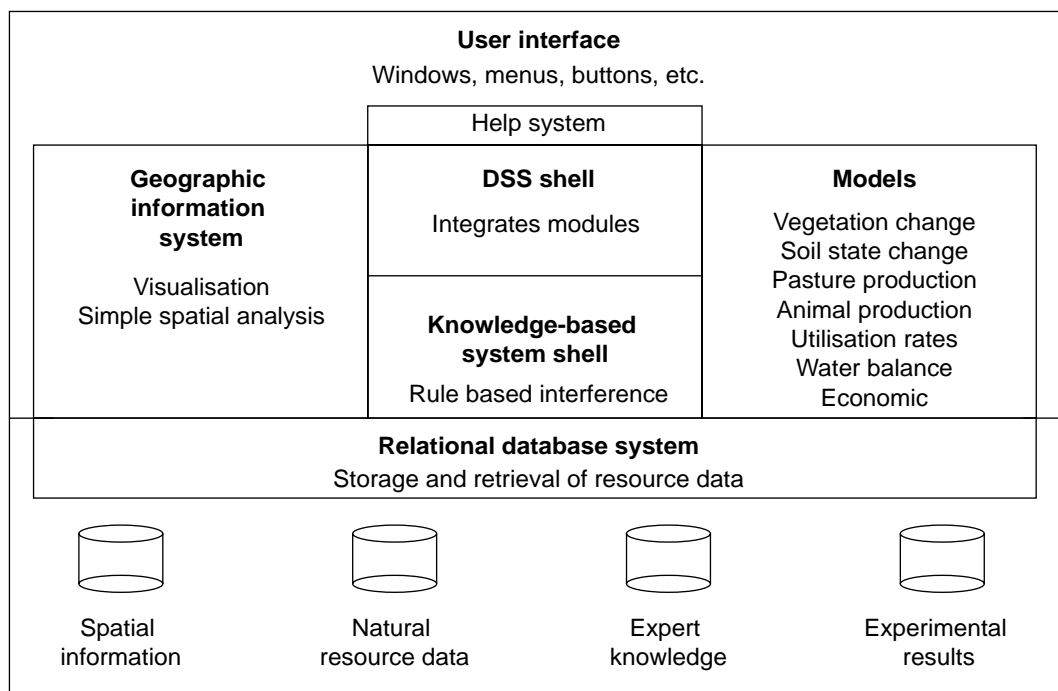 User interface
Windows, menus, buttons, etc.
Help system
Geographic
information
system
Visualisation
Simple spatial analysis
DSS shell
Integrates modules
Knowledge-based
system shell
Rule based interference
Models
Vegetation change
Soil state change
Pasture production
Animal production
Utilisation rates
Water balance
Economic
Relational database system
Storage and retrieval of resource data
Spatial
information
Natural
resource data
Expert
knowledge
Experimental
results